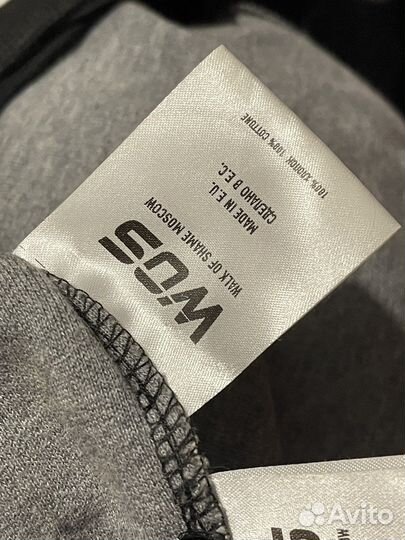 WOS
WALK OF SHAME MOSCOW
MADE IN E.U.
СДЕЛАНО В Е.С.
100% ХЛОПОК 100% COTTONE
Avito